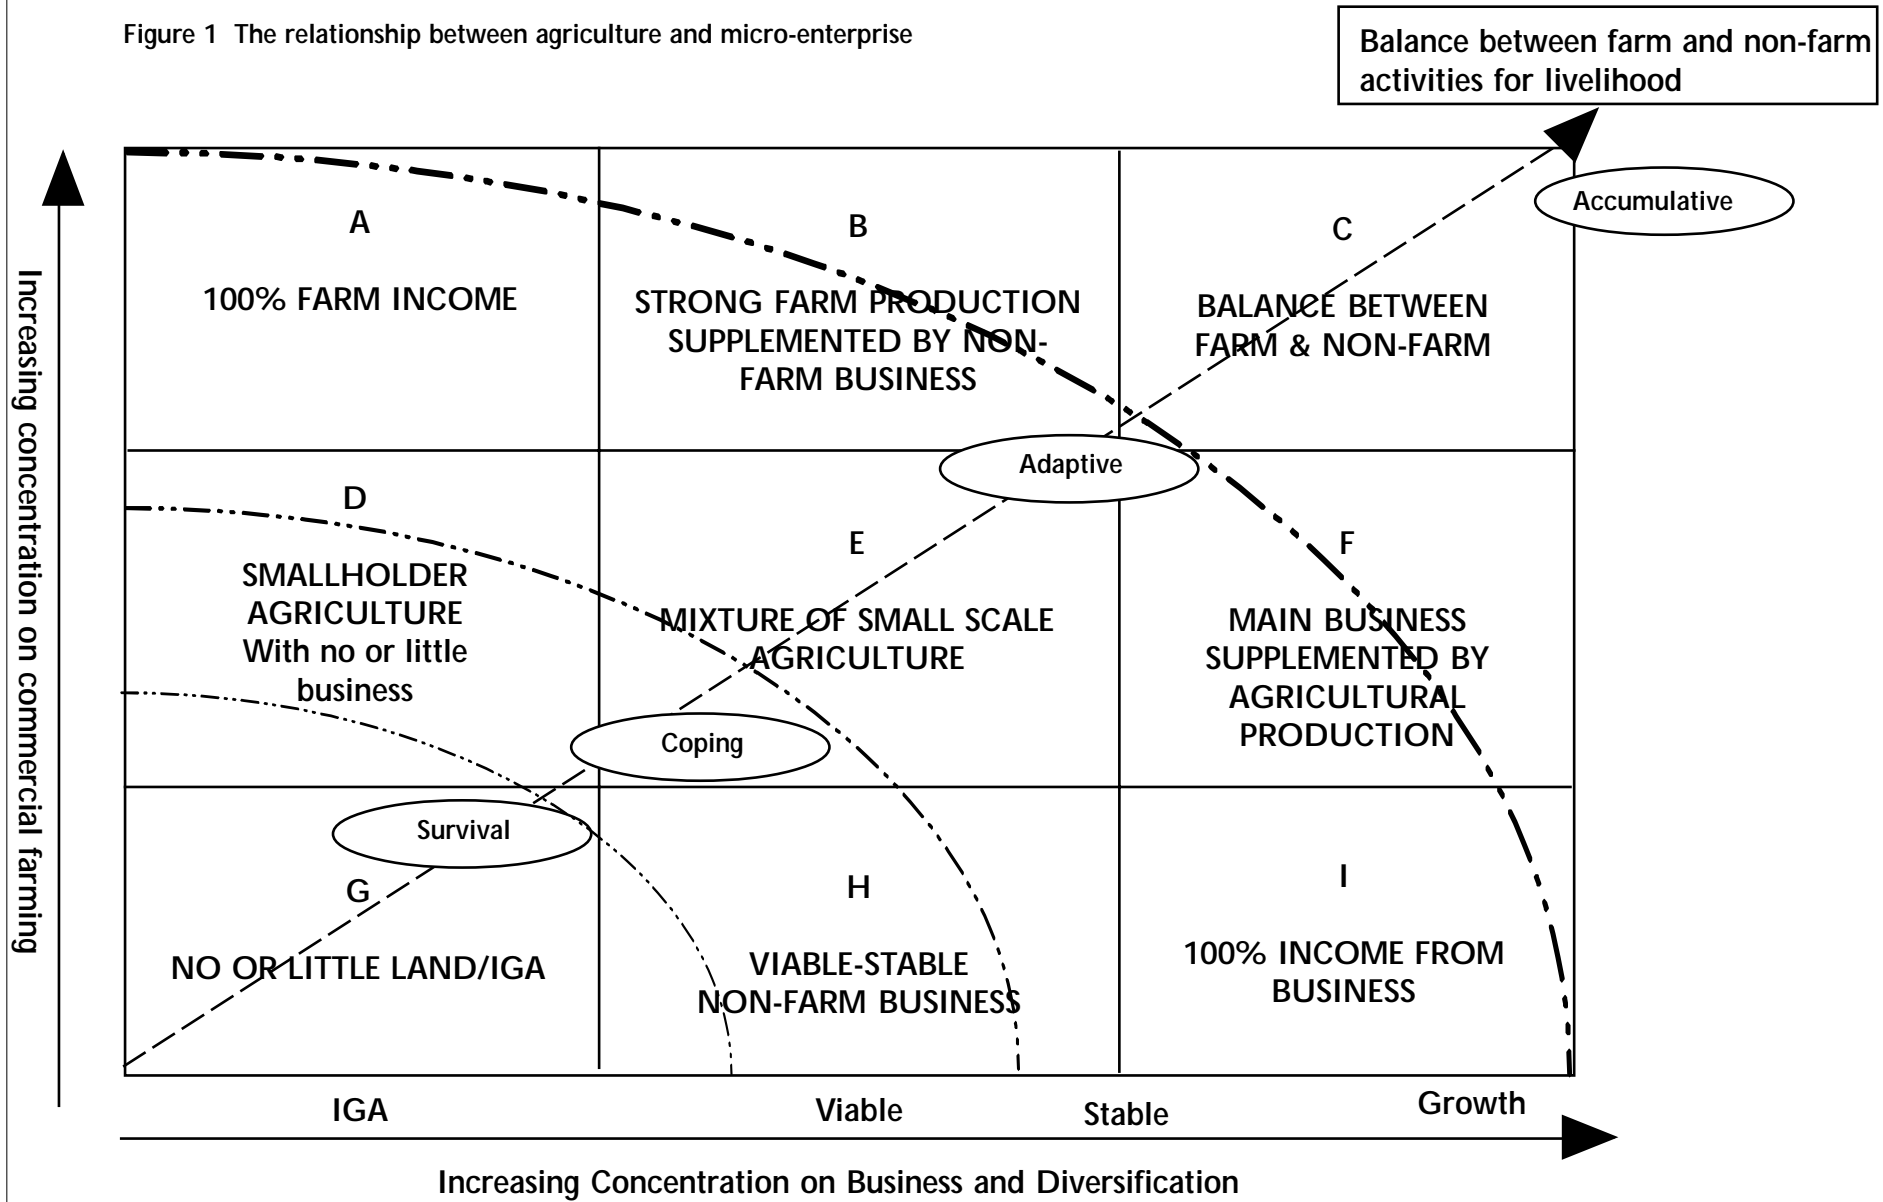 Figure 1 The relationship between agriculture and micro-enterprise
Balance between farm and non-farm
activities for livelihood
Accumulative
Increasing concentration on commercial farming
A
100% FARM INCOME
B
STRONG FARM PRODUCTION
SUPPLEMENTED BY NON-
FARM BUSINESS
C
BALANCE BETWEEN
FARM & NON-FARM
Adaptive
D
SMALLHOLDER
AGRICULTURE
With no or little
business
E
MIXTURE OF SMALL SCALE
AGRICULTURE
F
MAIN BUSINESS
SUPPLEMENTED BY
AGRICULTURAL
PRODUCTION
Coping
Survival
G
NO OR LITTLE LAND/IGA
H
VIABLE-STABLE
NON-FARM BUSINESS
I
100% INCOME FROM
BUSINESS
IGA
Viable
Stable
Growth
Increasing Concentration on Business and Diversification